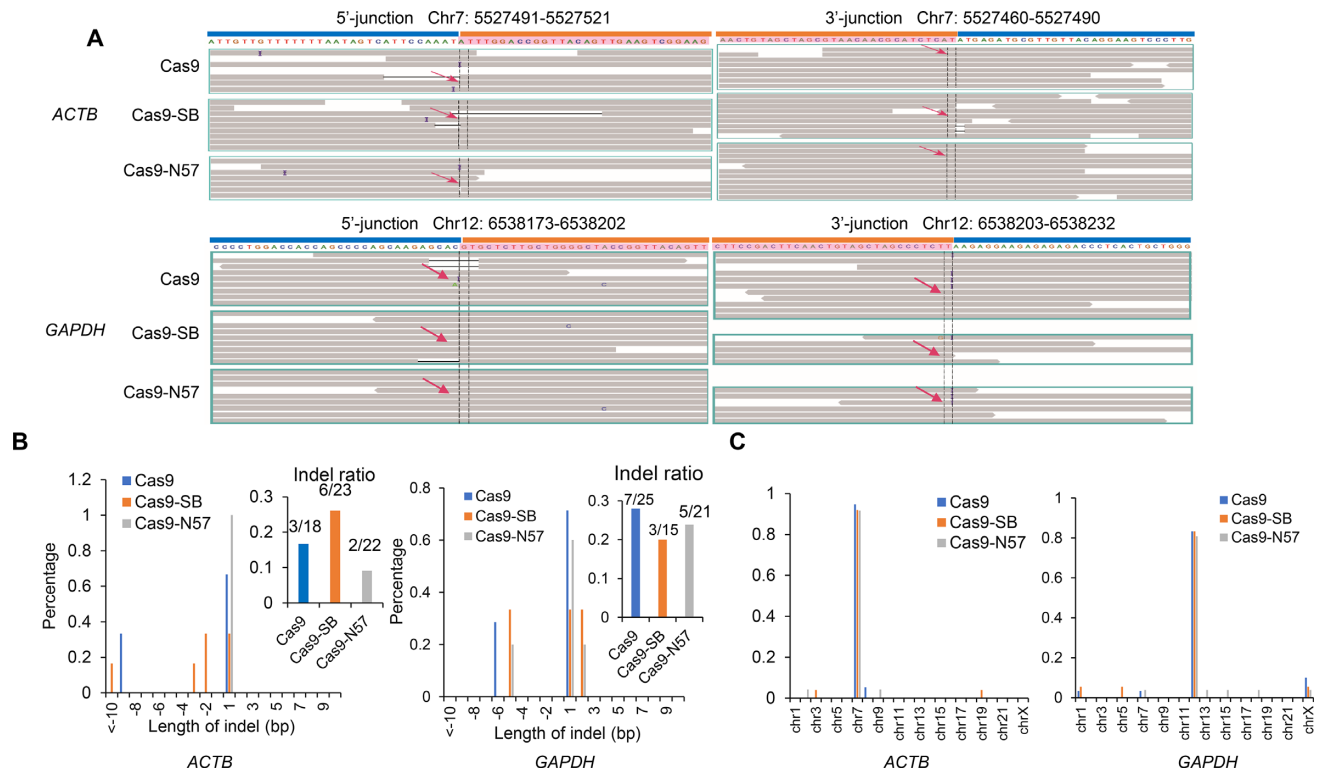 5’-junction Chr7: 5527491-5527521
3’-junction Chr7: 5527460-5527490
A
ATTGTTGTTTTTTTAATAGTCATTCCAAATATTTGGACCGGTTACAGTTGAAGTCGGAAG
AACTGTAGCTAGCGTAACAACGCATCTCATATGAGATGCGTTGTTACAGGAAGTCCCTTG
Cas9
ACTB
Cas9-SB
Cas9-N57
5’-junction Chr12: 6538173-6538202
3’-junction Chr12: 6538203-6538232
CCCCTGGACCACCAGCCCCAGCAAGAGCACGTGCTCTTGCTGGGGCTACCGGTTACAGTT
CTTCCGACTTCAACTGTAGCTAGCCCTCTTAAGAGGAAGAGAGAGACCCTCACTGCTGGG
Cas9
A
C
GAPDH
Cas9-SB
C
Cas9-N57
C
B
Cas9
Cas9-SB
Cas9-N57
Indel ratio
6/23
3/18
2/22
0.3
0.2
0.1
0
Cas9
Cas9-SB
Cas9-N57
1.2
1
0.8
0.6
0.4
0.2
0
Percentage
<-10
-8
-6
-4
-2
1
3
5
7
9
Length of indel (bp)
ACTB
Cas9
Cas9-SB
Cas9-N57
Indel ratio
7/25
3/15
5/21
0.3
0.2
0.1
0
Cas9
Cas9-SB
Cas9-N57
0.8
0.6
0.4
0.2
0
Percentage
<-10
-8
-6
-4
-2
1
3
5
7
9
Length of indel (bp)
GAPDH
C
Cas9
Cas9-SB
Cas9-N57
1
0.8
0.6
0.4
0.2
0
chr1
chr3
chr5
chr7
chr9
chr11
chr13
chr15
chr17
chr19
chr21
chrX
ACTB
Cas9
Cas9-SB
Cas9-N57
1
0.8
0.6
0.4
0.2
0
chr1
chr3
chr5
chr7
chr9
chr11
chr13
chr15
chr17
chr19
chr21
chrX
GAPDH